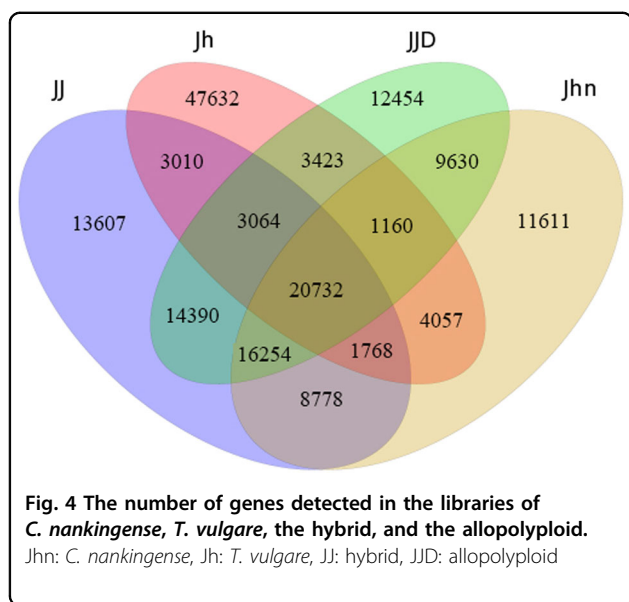 Jh
JJD
JJ
Jhn
47632
12454
3010
3423
9630
13607
3064
1160
11611
20732
14390
4057
16254
1768
8778
Fig. 4 The number of genes detected in the libraries of
C. nankingense, T. vulgare, the hybrid, and the allopolyploid.
Jhn: C. nankingense, Jh: T. vulgare, JJ: hybrid, JJD: allopolyploid